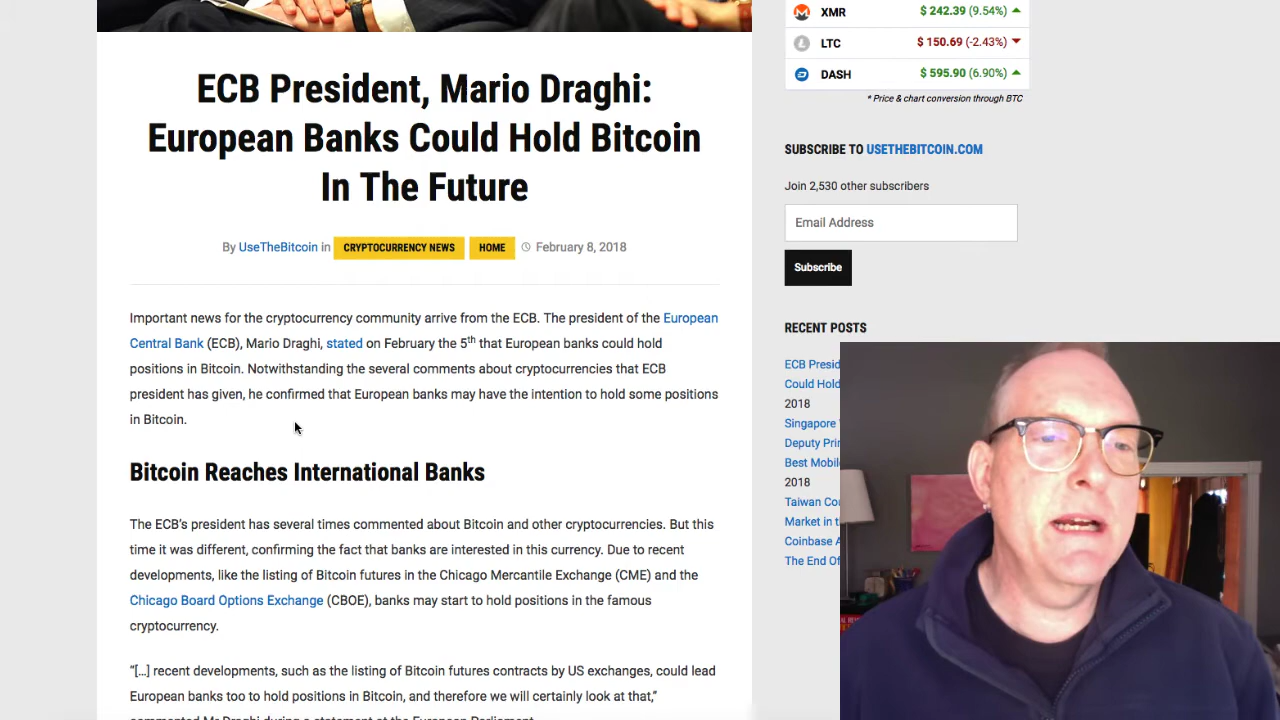 XMR $ 242.39 (9.54%)
LTC $ 150.69 (-2.43%)
DASH $ 595.90 (6.90%)
* Price & chart conversion through BTC
ECB President, Mario Draghi:
European Banks Could Hold Bitcoin
In The Future
By UseTheBitcoin in CRYPTOCURRENCY NEWS HOME February 8, 2018
Important news for the cryptocurrency community arrive from the ECB. The president of the European
Central Bank (ECB), Mario Draghi, stated on February the 5th that European banks could hold
positions in Bitcoin. Notwithstanding the several comments about cryptocurrencies that ECB
president has given, he confirmed that European banks may have the intention to hold some positions
in Bitcoin.
Bitcoin Reaches International Banks
The ECB's president has several times commented about Bitcoin and other cryptocurrencies. But this
time it was different, confirming the fact that banks are interested in this currency. Due to recent
developments, like the listing of Bitcoin futures in the Chicago Mercantile Exchange (CME) and the
Chicago Board Options Exchange (CBOE), banks may start to hold positions in the famous
cryptocurrency.
“[…] recent developments, such as the listing of Bitcoin futures contracts by US exchanges, could lead
European banks too to hold positions in Bitcoin, and therefore we will certainly look at that,”
commented Mr Draghi during a statement at the European Parliament.
SUBSCRIBE TO USETHEBITCOIN.COM
Join 2,530 other subscribers
Email Address
Subscribe
RECENT POSTS
ECB Presid
Could Hold
2018
Singapore
Deputy Pri
Best Mobil
2018
Taiwan Co
Market in t
Coinbase A
The End Of